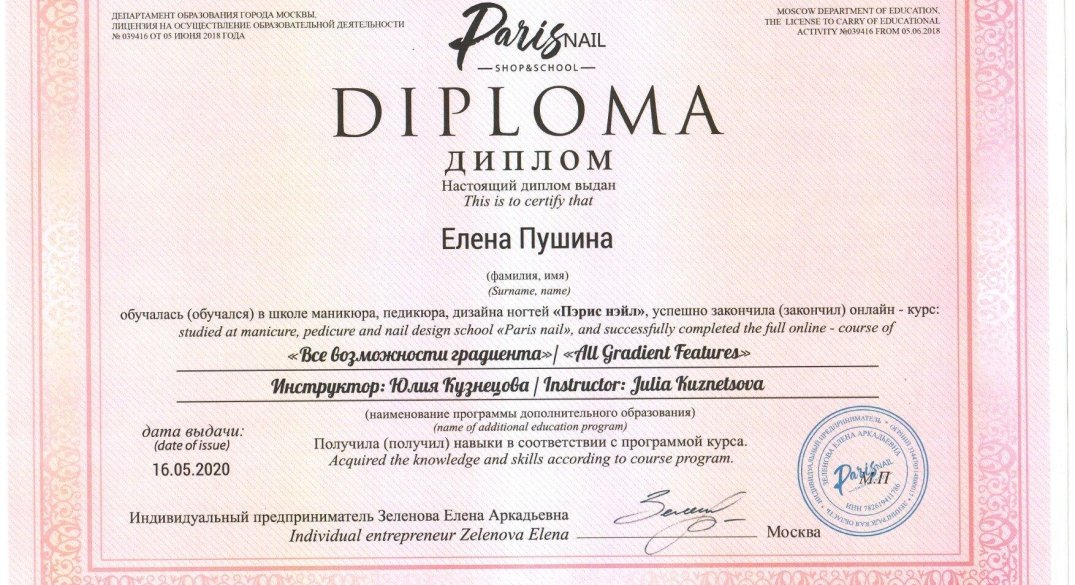 ДЕПАРТАМЕНТ ОБРАЗОВАНИЯ ГОРОДА МОСКВЫ,
ЛИЦЕНЗИЯ НА ОСУЩЕСТВЛЕНИЕ ОБРАЗОВАТЕЛЬНОЙ ДЕЯТЕЛЬНОСТИ
№ 039416 ОТ 05 ИЮНЯ 2018 ГОДА
MOSCOW DEPARTMENT OF EDUCATION,
THE LICENSE TO CARRY OF EDUCATIONAL
ACTIVITY №039416 FROM 05.06.2018
Paris NAIL
SHOP&SCHOOL
DIPLOMA
ДИПЛОМ
Настоящий диплом выдан
This is to certify that
Елена Пушина
(фамилия, имя)
(Surname, name)
обучалась (обучался) в школе маникюра, педикюра, дизайна ногтей «Пэрис нэйл», успешно закончила (закончил) онлайн - курс:
studied at manicure, pedicure and nail design school «Paris nail», and successfully completed the full online - course of
«Все возможности градиента»/ «All Gradient Features»
Инструктор: Юлия Кузнецова / Instructor: Julia Kuznetsova
(наименование программы дополнительного образования)
(name of additional education program)
дата выдачи:
(date of issue)
16.05.2020
Получила (получил) навыки в соответствии с программой курса.
Acquired the knowledge and skills according to course program.
Индивидуальный предприниматель Зеленова Елена Аркадьевна
Individual entrepreneur Zelenova Elena
Москва
ИНДИВИДУАЛЬНЫЙ ПРЕДПРИНИМАТЕЛЬ
ЗЕЛЕНОВА ЕЛЕНА АРКАДЬЕВНА
Paris NAIL
М.П